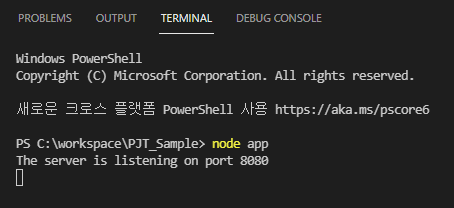 PROBLEMS OUTPUT TERMINAL DEBUG CONSOLE
Windows PowerShell
Copyright (C) Microsoft Corporation. All rights reserved.
새로운 크로스 플랫폼 PowerShell 사용 https://aka.ms/pscore6
PS C:\workspace\PJT_Sample> node app
The server is listening on port 8080